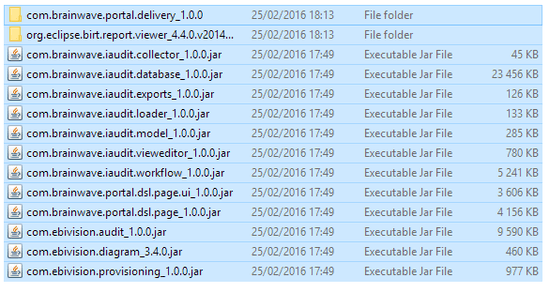 com.brainwave.portal.delivery_1.0.0 25/02/2016 18:13 File folder
org.eclipse.birt.report.viewer_4.4.0.v2014... 25/02/2016 18:13 File folder
com.brainwave.iaudit.collector_1.0.0.jar 25/02/2016 17:49 Executable Jar File 45 KB
com.brainwave.iaudit.database_1.0.0.jar 25/02/2016 17:49 Executable Jar File 23 456 KB
com.brainwave.iaudit.exports_1.0.0.jar 25/02/2016 17:49 Executable Jar File 126 KB
com.brainwave.iaudit.loader_1.0.0.jar 25/02/2016 17:49 Executable Jar File 133 KB
com.brainwave.iaudit.model_1.0.0.jar 25/02/2016 17:49 Executable Jar File 285 KB
com.brainwave.iaudit.vieweditor_1.0.0.jar 25/02/2016 17:49 Executable Jar File 780 KB
com.brainwave.iaudit.workflow_1.0.0.jar 25/02/2016 17:49 Executable Jar File 5 241 KB
com.brainwave.portal.dsl.page.ui_1.0.0.jar 25/02/2016 17:49 Executable Jar File 3 606 KB
com.brainwave.portal.dsl.page_1.0.0.jar 25/02/2016 17:49 Executable Jar File 4 156 KB
com.ebivision.audit_1.0.0.jar 25/02/2016 17:49 Executable Jar File 9 590 KB
com.ebivision.diagram_3.4.0.jar 25/02/2016 17:49 Executable Jar File 460 KB
com.ebivision.provisioning_1.0.0.jar 25/02/2016 17:49 Executable Jar File 977 KB